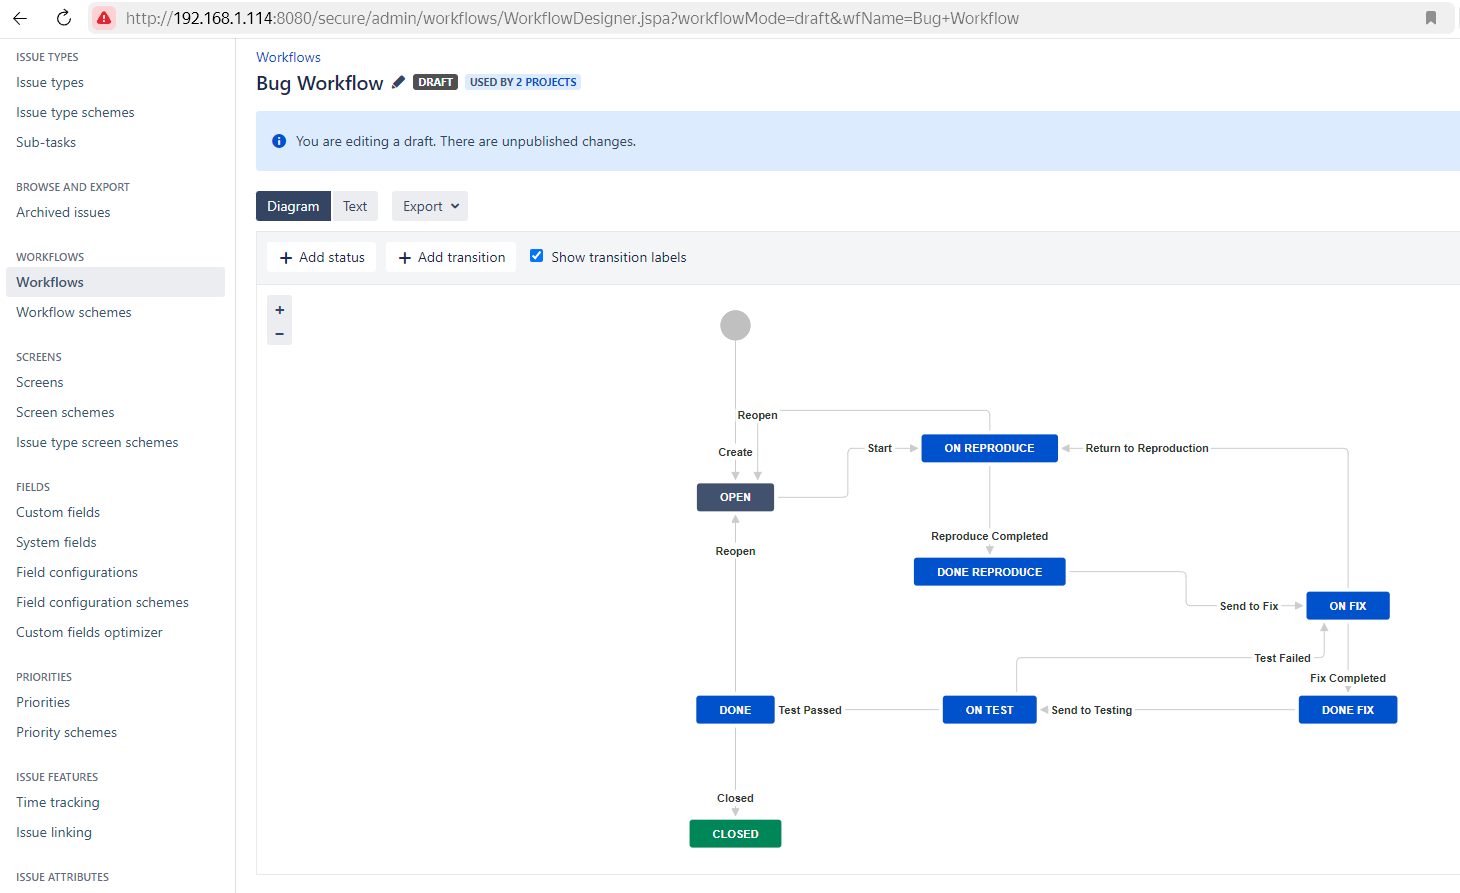 http://192.168.1.114:8080/secure/admin/workflows/WorkflowDesigner.jspa?workflowMode=draft&wfName=Bug+Workflow
ISSUE TYPES
Issue types
Issue type schemes
Sub-tasks
BROWSE AND EXPORT
Archived issues
WORKFLOWS
Workflows
Workflow schemes
SCREENS
Screens
Screen schemes
Issue type screen schemes
FIELDS
Custom fields
System fields
Field configurations
Field configuration schemes
Custom fields optimizer
PRIORITIES
Priorities
Priority schemes
ISSUE FEATURES
Time tracking
Issue linking
ISSUE ATTRIBUTES
Workflows
Bug Workflow DRAFT USED BY 2 PROJECTS
You are editing a draft. There are unpublished changes.
Diagram Text Export
+ Add status + Add transition Show transition labels
+
−
Reopen
Create
Start
ON REPRODUCE
Return to Reproduction
OPEN
Reproduce Completed
Reopen
DONE REPRODUCE
Send to Fix
ON FIX
Test Failed
Fix Completed
DONE
Test Passed
ON TEST
Send to Testing
DONE FIX
Closed
CLOSED